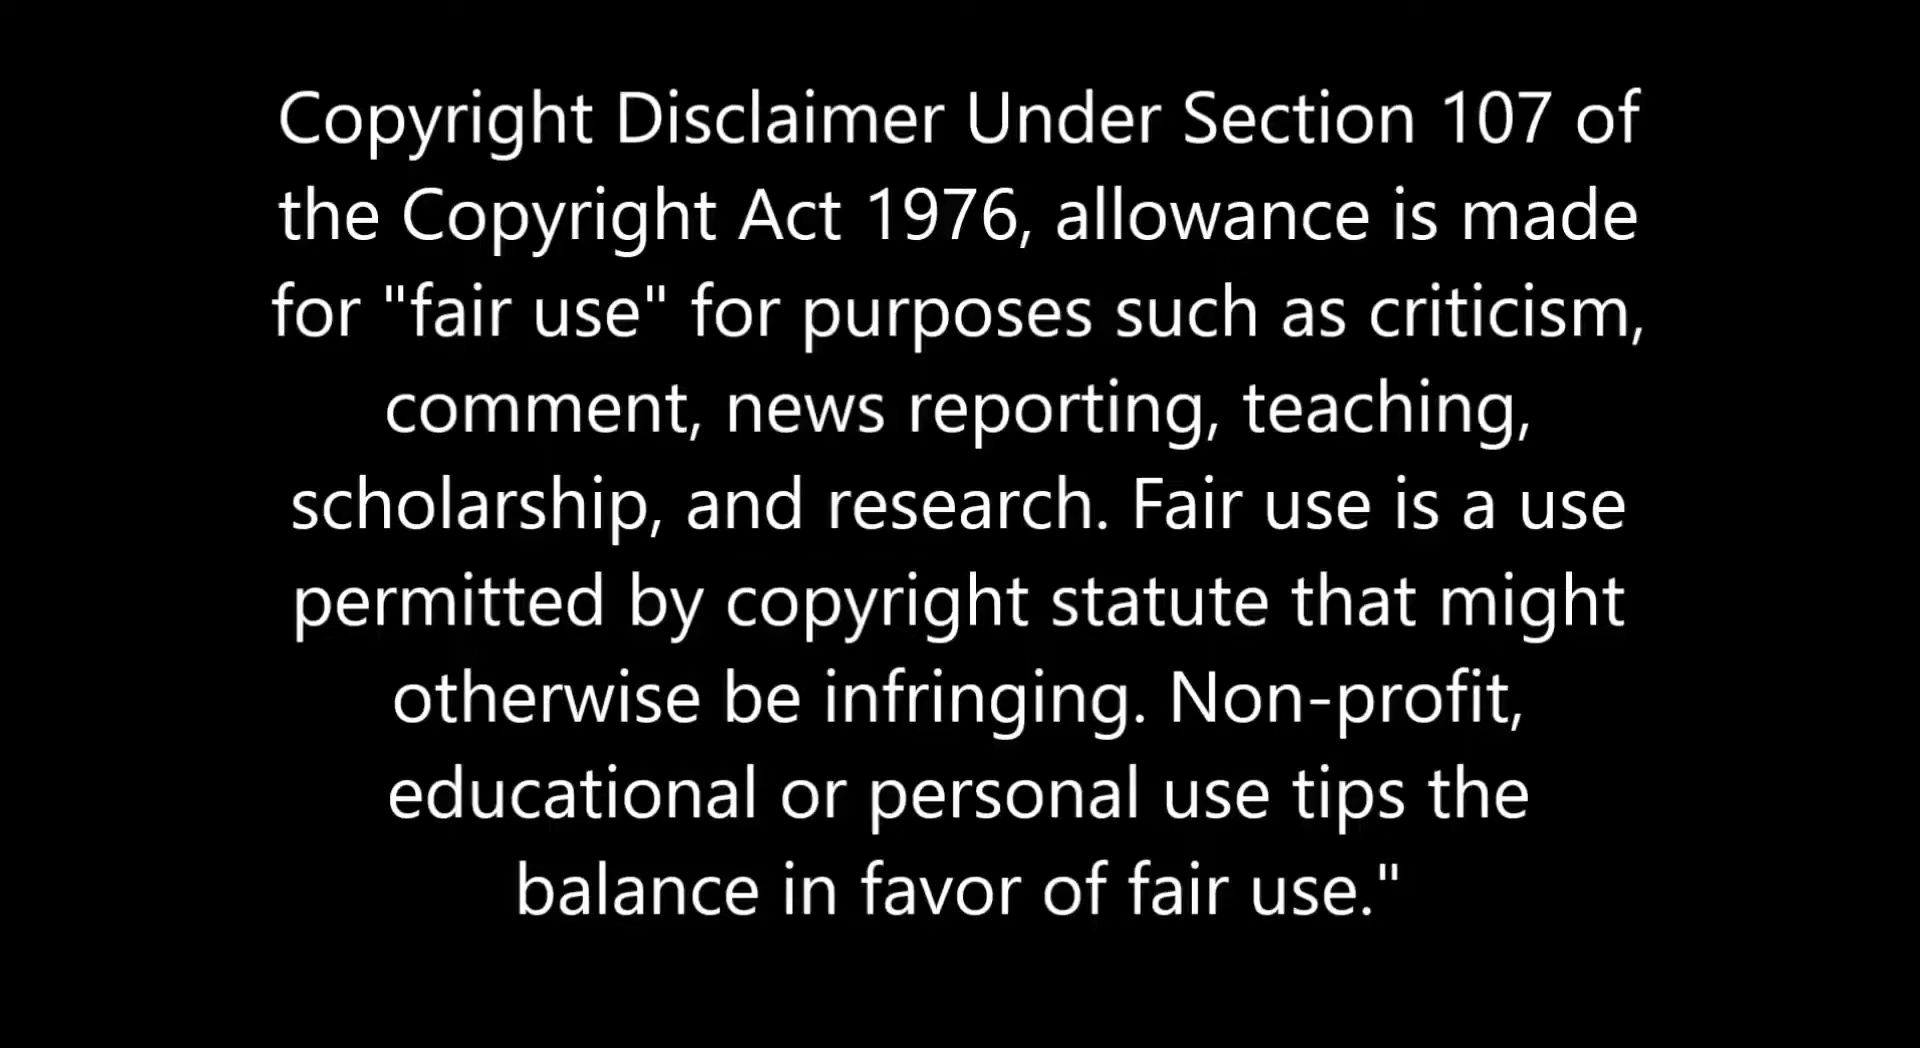 Copyright Disclaimer Under Section 107 of
the Copyright Act 1976, allowance is made
for "fair use" for purposes such as criticism,
comment, news reporting, teaching,
scholarship, and research. Fair use is a use
permitted by copyright statute that might
otherwise be infringing. Non-profit,
educational or personal use tips the
balance in favor of fair use."